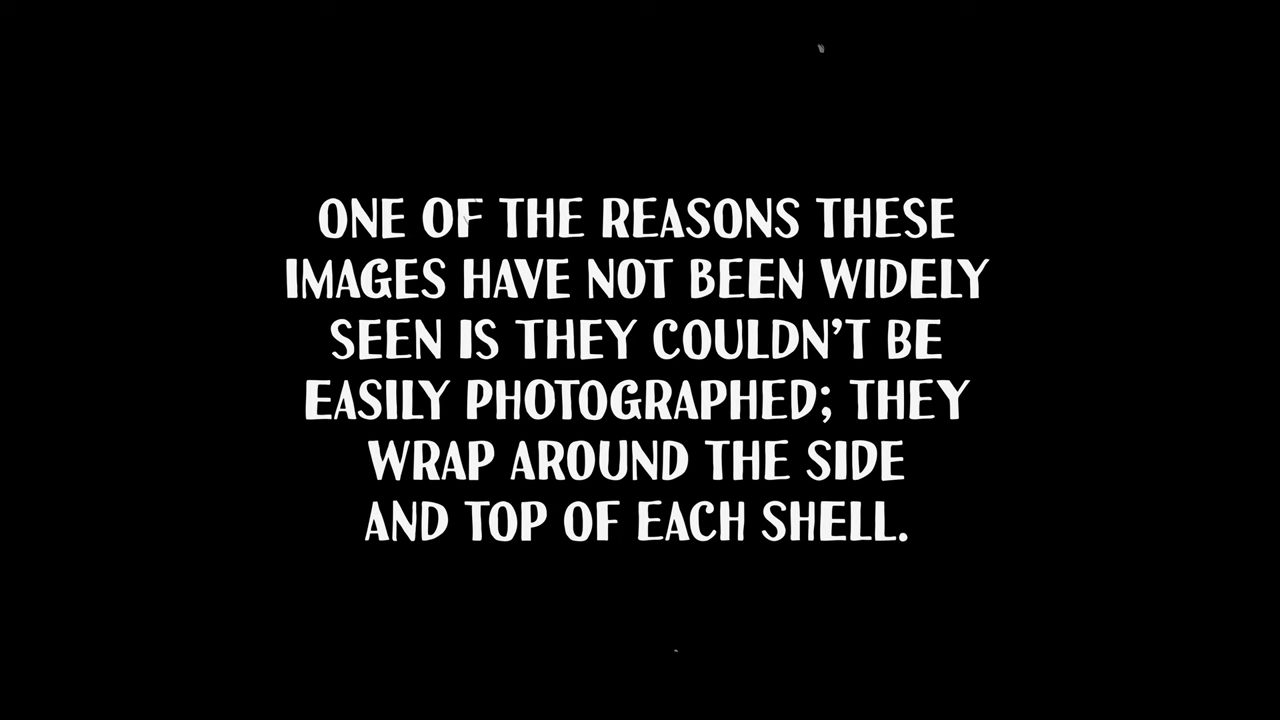 ONE OF THE REASONS THESE
IMAGES HAVE NOT BEEN WIDELY
SEEN IS THEY COULDN’T BE
EASILY PHOTOGRAPHED; THEY
WRAP AROUND THE SIDE
AND TOP OF EACH SHELL.